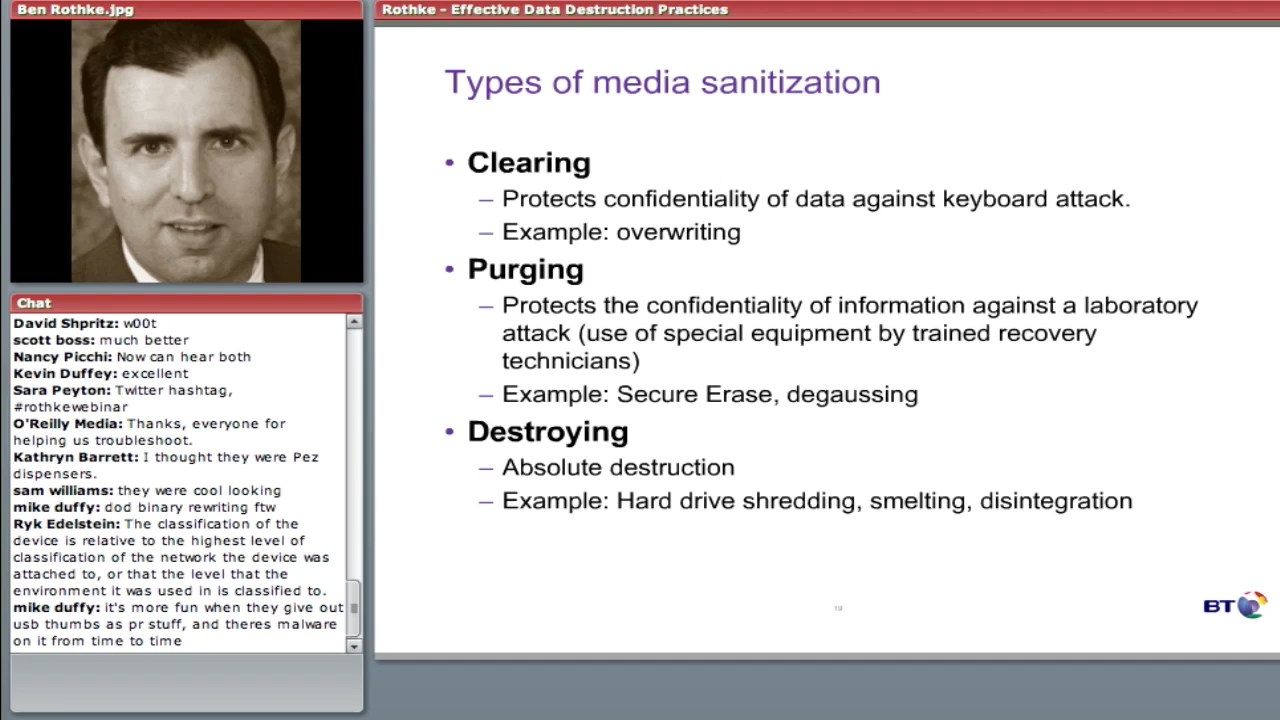 Ben Rothke.jpg
Chat
David Shpritz: w00t
scott boss: much better
Nancy Picchi: Now can hear both
Kevin Duffey: excellent
Sara Peyton: Twitter hashtag,
#rothkewebinar
O'Reilly Media: Thanks, everyone for
helping us troubleshoot.
Kathryn Barrett: I thought they were Pez
dispensers.
sam williams: they were cool looking
mike duffy: dod binary rewriting ftw
Ryk Edelstein: The classification of the
device is relative to the highest level of
classification of the network the device was
attached to, or that the level that the
environment it was used in is classified to.
mike duffy: it's more fun when they give out
usb thumbs as pr stuff, and theres malware
on it from time to time
Rothke - Effective Data Destruction Practices
Types of media sanitization
• Clearing
– Protects confidentiality of data against keyboard attack.
– Example: overwriting
• Purging
– Protects the confidentiality of information against a laboratory
attack (use of special equipment by trained recovery
technicians)
– Example: Secure Erase, degaussing
• Destroying
– Absolute destruction
– Example: Hard drive shredding, smelting, disintegration
BT